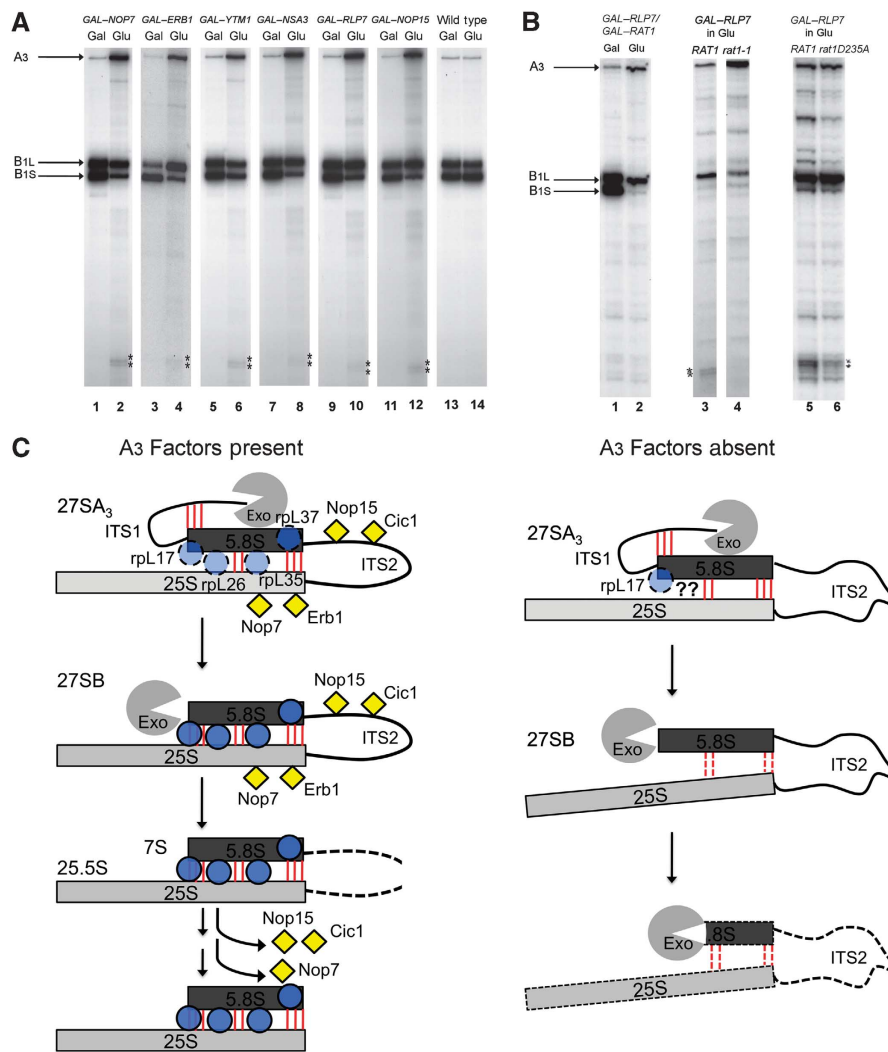 A
GAL–NOP7 GAL–ERB1 GAL–YTM1 GAL–NSA3 GAL–RLP7 GAL–NOP15 Wild type
Gal Glu Gal Glu Gal Glu Gal Glu Gal Glu Gal Glu Gal Glu
A3
B1L
B1S
* * * * * * * * * * * *
1 2 3 4 5 6 7 8 9 10 11 12 13 14
B
GAL–RLP7/
GAL–RAT1
Gal Glu
GAL–RLP7
in Glu
RAT1 rat1-1
GAL–RLP7
in Glu
RAT1 rat1D235A
A3
B1L
B1S
** **
1 2 3 4 5 6
C
A3 Factors present
27SA3
ITS1
Exo
rpL37
Nop15
Cic1
5.8S
rpL17
ITS2
25S
rpL26
rpL35
Nop7
Erb1
27SB
Exo
Nop15
Cic1
5.8S
ITS2
25S
Nop7
Erb1
7S
5.8S
25.5S
25S
Nop15
Cic1
Nop7
5.8S
25S
A3 Factors absent
27SA3
ITS1
Exo
5.8S
rpL17
??
ITS2
25S
27SB
Exo
5.8S
ITS2
25S
Exo
.8S
ITS2
25S